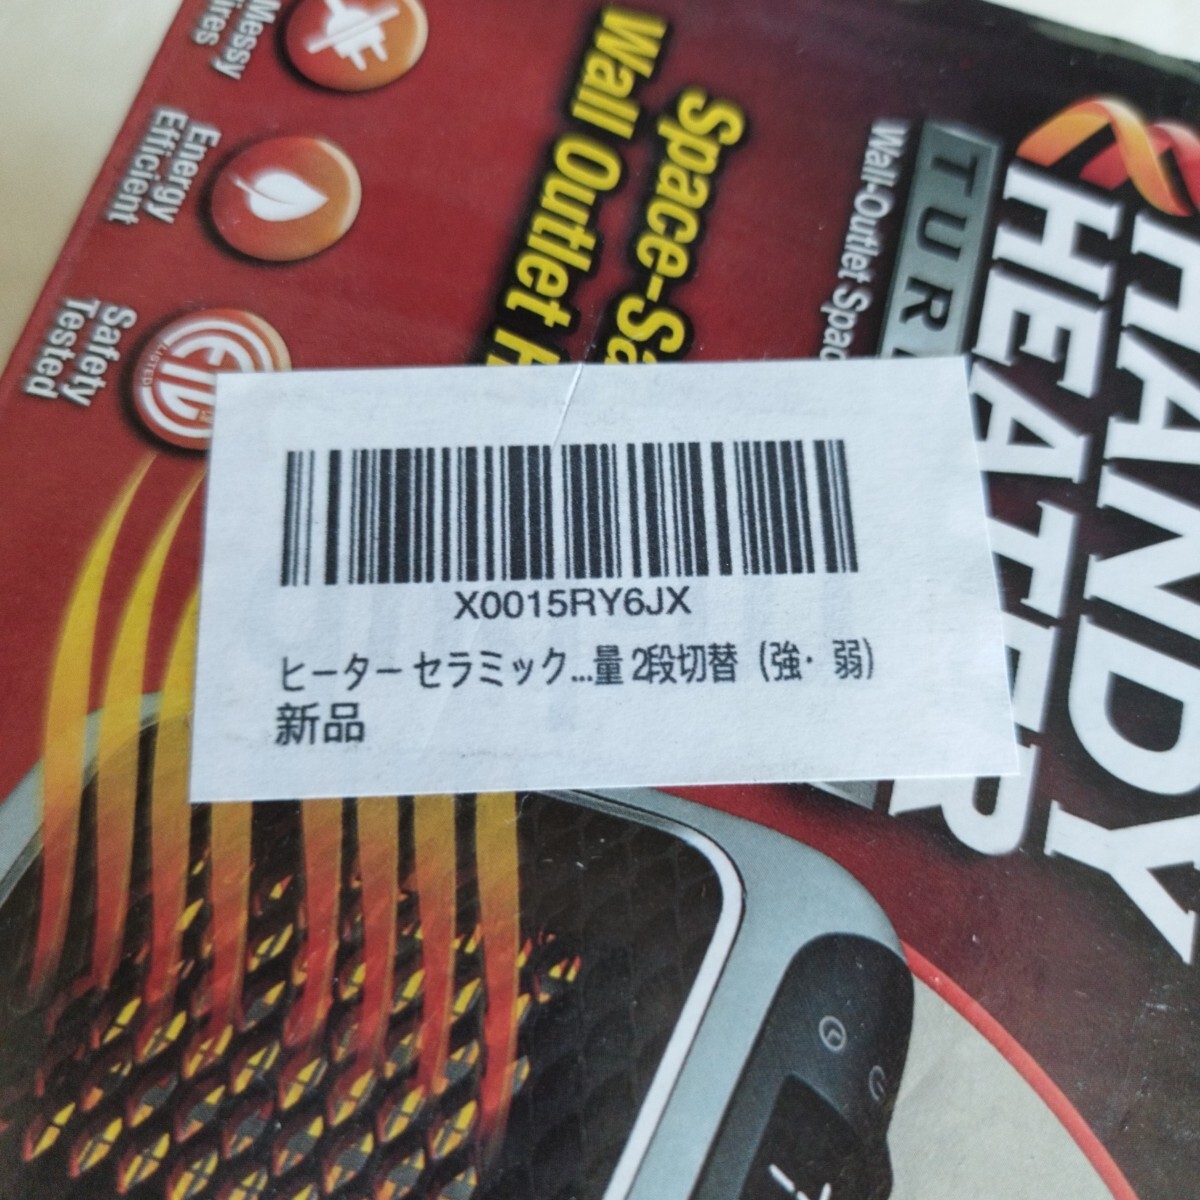 HANDY
HEATER
TUR
Wall-Outlet Spac
Space-Sa
Wall Outlet H
Messy
Energy
Efficient
Safety
Tested
X0015RY6JX
ヒーター セラミック...量 2段切替（強・弱）
新品